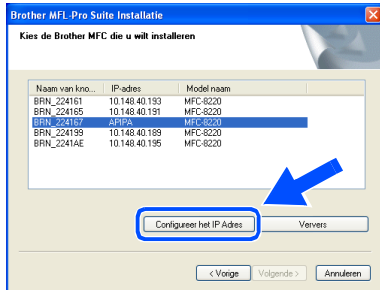 Brother MFL-Pro Suite Installatie
Kies de Brother MFC die u wilt installeren
Naam van kno... IP-adres Model naam
BRN_224161 10.148.40.193 MFC-8220
BRN_224165 10.148.40.191 MFC-8220
BRN_224167 APIPA MFC-8220
BRN_224199 10.148.40.189 MFC-8220
BRN_2241AE 10.148.40.195 MFC-8220
Configureer het IP Adres Ververs
< Vorige Volgende > Annuleren